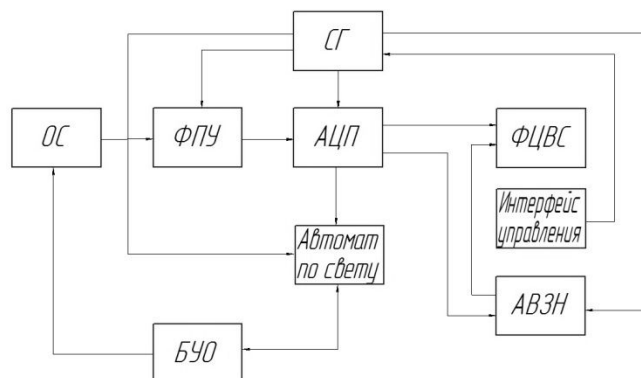 СГ
ОС
ФПУ
АЦП
ФЦВС
Интерфейс
управления
Автомат
по свету
АВЗН
БУО